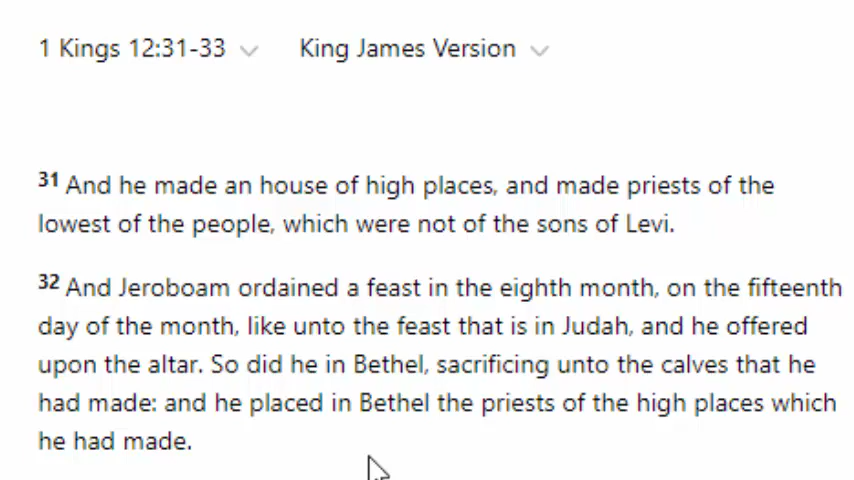 1 Kings 12:31-33 King James Version
31 And he made an house of high places, and made priests of the
lowest of the people, which were not of the sons of Levi.
32 And Jeroboam ordained a feast in the eighth month, on the fifteenth
day of the month, like unto the feast that is in Judah, and he offered
upon the altar. So did he in Bethel, sacrificing unto the calves that he
had made: and he placed in Bethel the priests of the high places which
he had made.